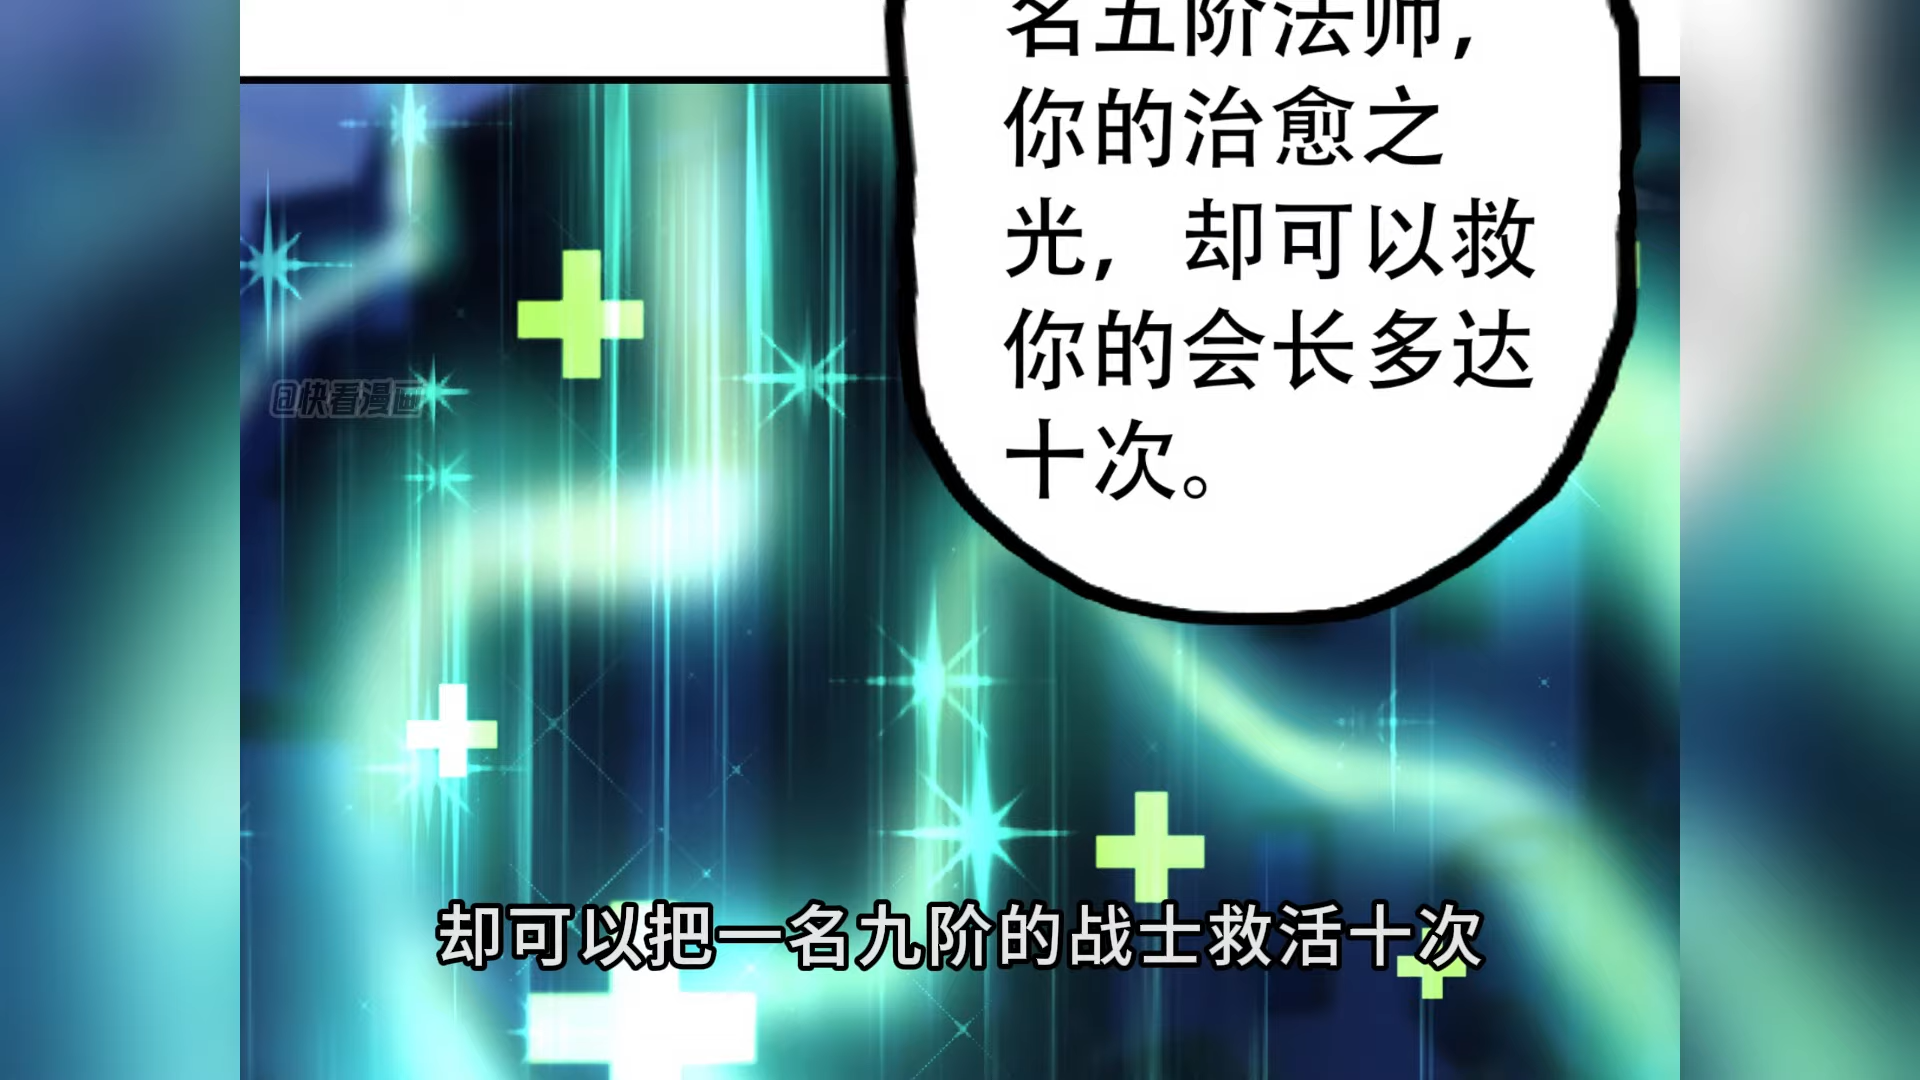 名五阶法师,
你的治愈之
光，却可以救
你的会长多达
十次。
@快看漫画
却可以把一名九阶的战士救活十次